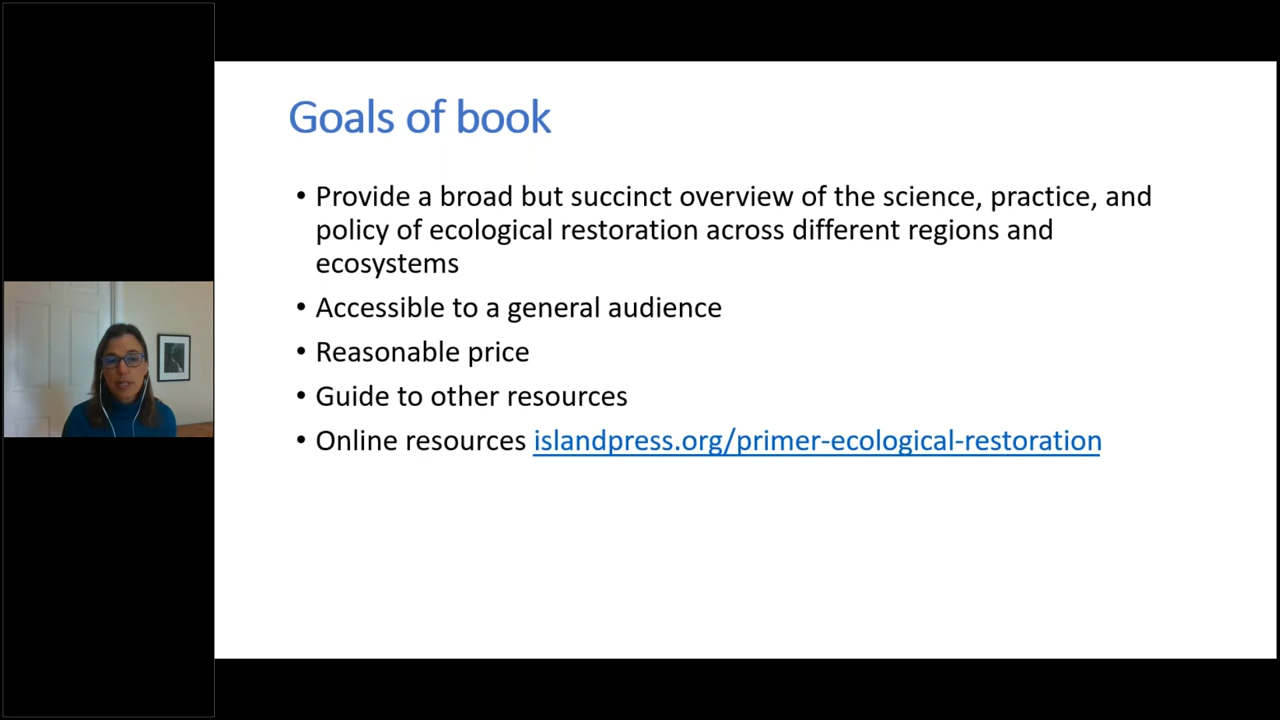 Goals of book
• Provide a broad but succinct overview of the science, practice, and
policy of ecological restoration across different regions and
ecosystems
• Accessible to a general audience
• Reasonable price
• Guide to other resources
• Online resources islandpress.org/primer-ecological-restoration